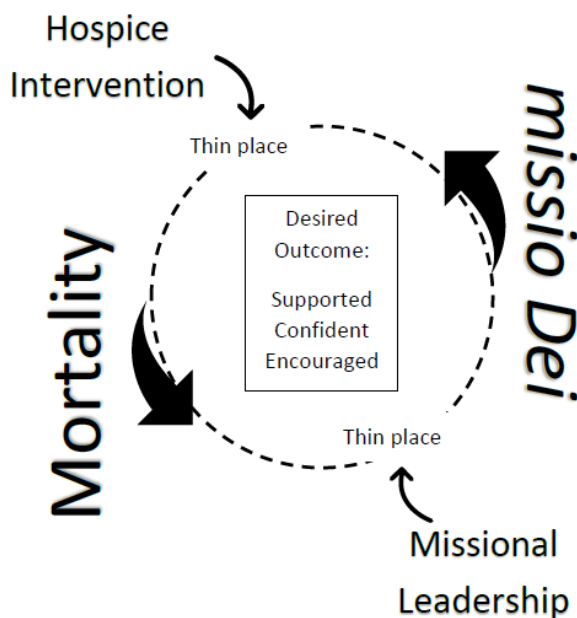 Hospice
Intervention
Thin place
missio Dei
Desired
Outcome:
Supported
Confident
Encouraged
Mortality
Thin place
Missional
Leadership